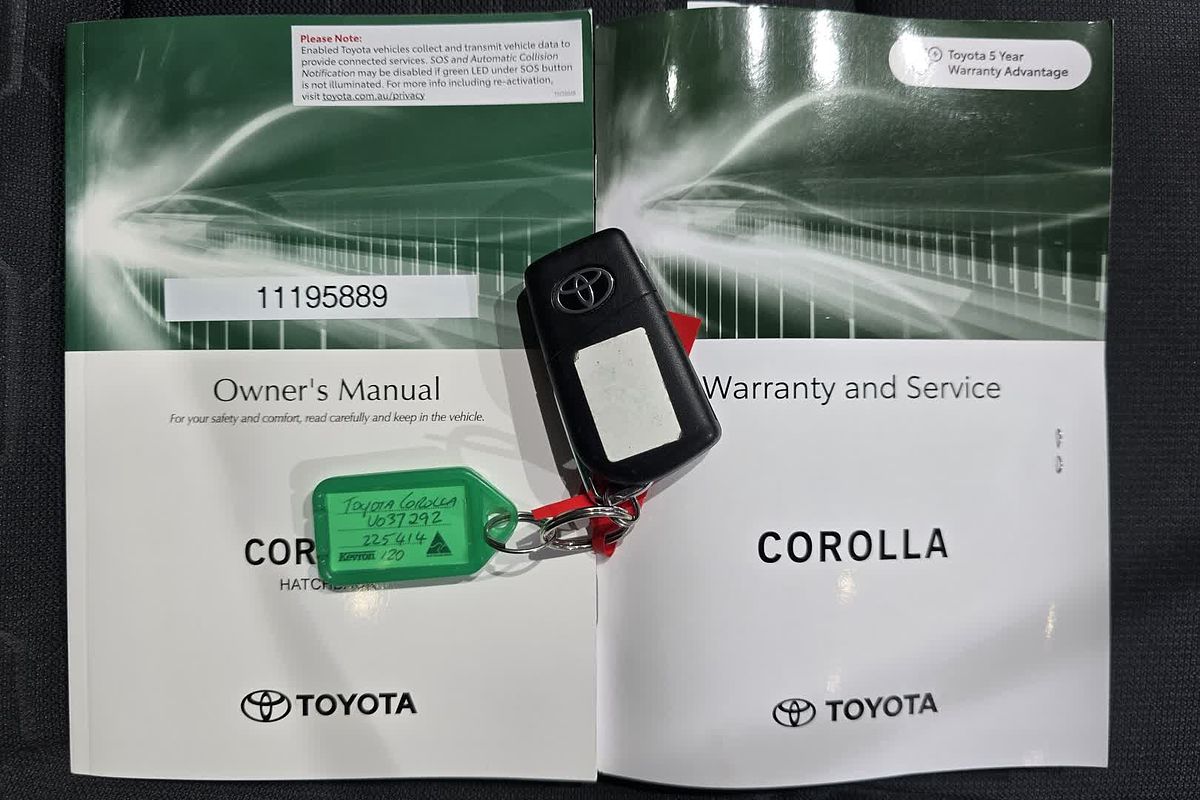 Please Note:
Enabled Toyota vehicles collect and transmit vehicle data to
provide connected services. SOS and Automatic Collision
Notification may be disabled if green LED under SOS button
is not illuminated. For more info including re-activation,
visit toyota.com.au/privacy
11195889
Owner's Manual
For your safety and comfort, read carefully and keep in the vehicle.
TOYOTA COROLLA
U037292
225414
Kevron 120
COR
HATCH
TOYOTA
Toyota 5 Year
Warranty Advantage
Warranty and Service
COROLLA
TOYOTA